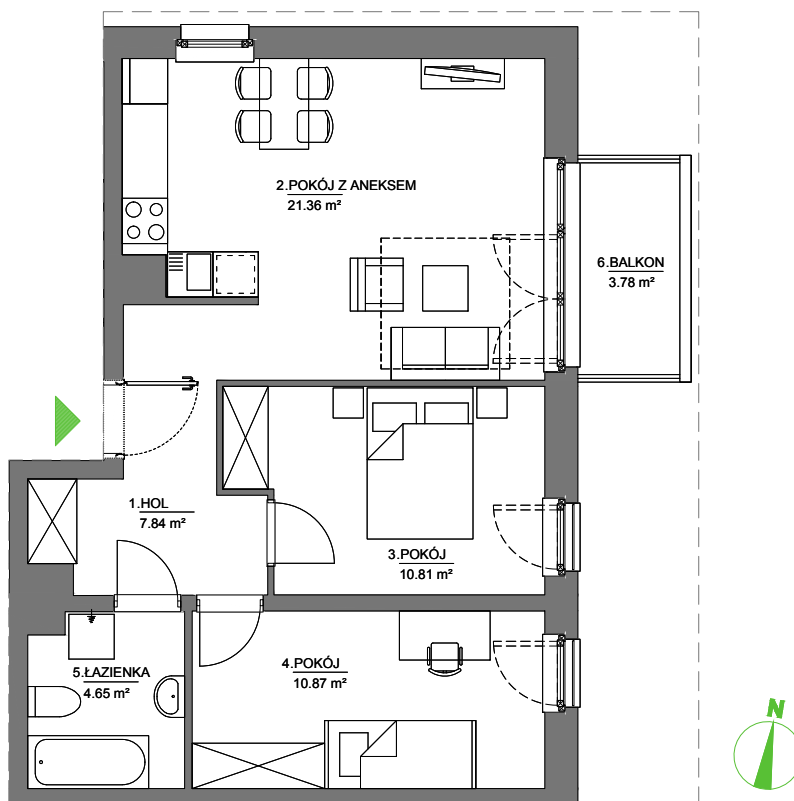 2.POKÓJ Z ANEKSEM
21.36 m²
6.BALKON
3.78 m²
1.HOL
7.84 m²
3.POKÓJ
10.81 m²
5.ŁAZIENKA
4.65 m²
4.POKÓJ
10.87 m²
N